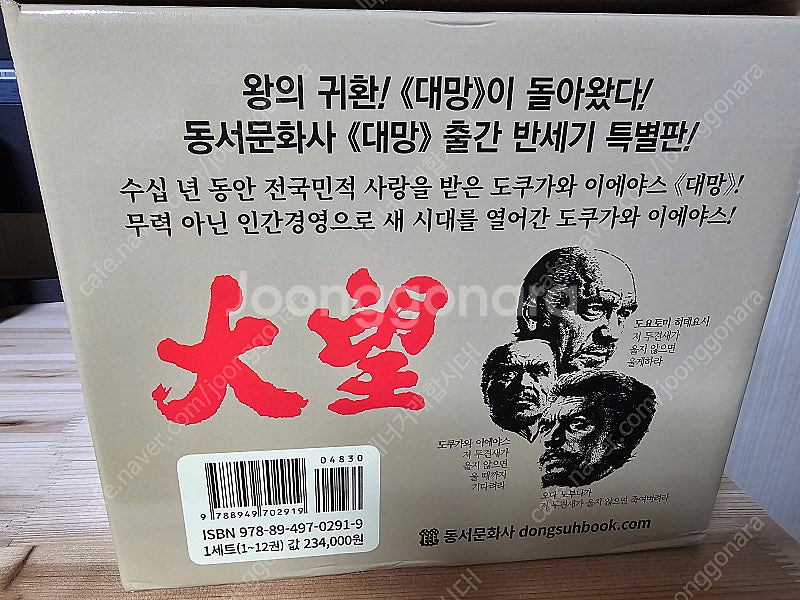 왕의 귀환! 《대망》이 돌아왔다!
동서문화사 《대망》 출간 반세기 특별판!
수십 년 동안 전국민적 사랑을 받은 도쿠가와 이에야스 《대망》!
무력 아닌 인간경영으로 새 시대를 열어간 도쿠가와 이에야스!
大望
도요토미 히데요시
저 두견새가
울지 않으면
울게하라
도쿠가와 이에야스
저 두견새가
울지 않으면
울 때까지
기다려라
오다 노부나가
저 두견새가 울지 않으면 죽여버려라
04830
9 788949 702919
ISBN 978-89-497-0291-9
1세트(1~12권) 값 234,000원
동서문화사 dongsuhbook.com
Joonggonara
cafe.naver.com/joonggonara